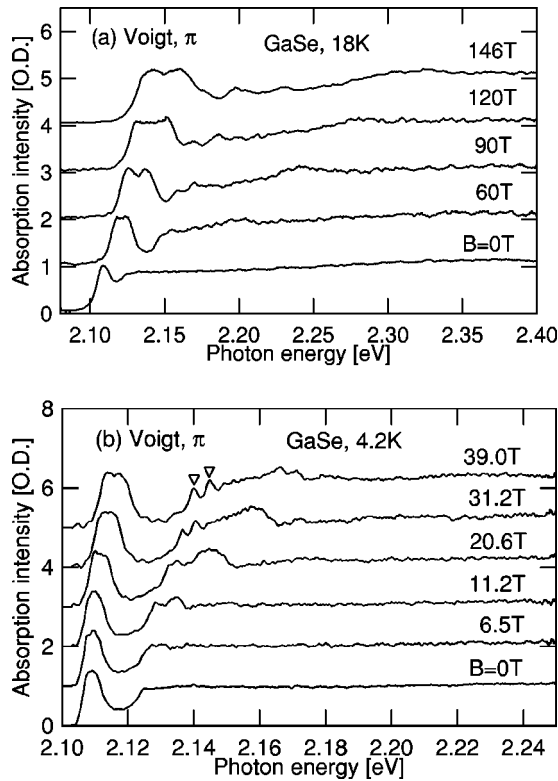 (a) Voigt, π
GaSe, 18K
146T
120T
90T
60T
B=0T
Absorption intensity [O.D.]
6
5
4
3
2
1
0
2.10 2.15 2.20 2.25 2.30 2.35 2.40
Photon energy [eV]
(b) Voigt, π
GaSe, 4.2K
39.0T
31.2T
20.6T
11.2T
6.5T
B=0T
Absorption intensity [O.D.]
8
6
4
2
0
2.10 2.12 2.14 2.16 2.18 2.20 2.22 2.24
Photon energy [eV]